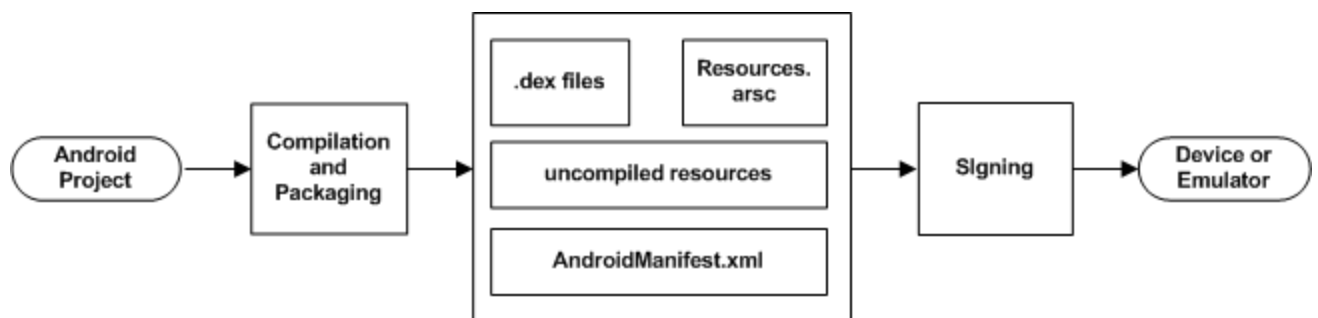 Android
Project
Compilation
and
Packaging
.dex files
Resources.
arsc
uncompiled resources
AndroidManifest.xml
SIgning
Device or
Emulator